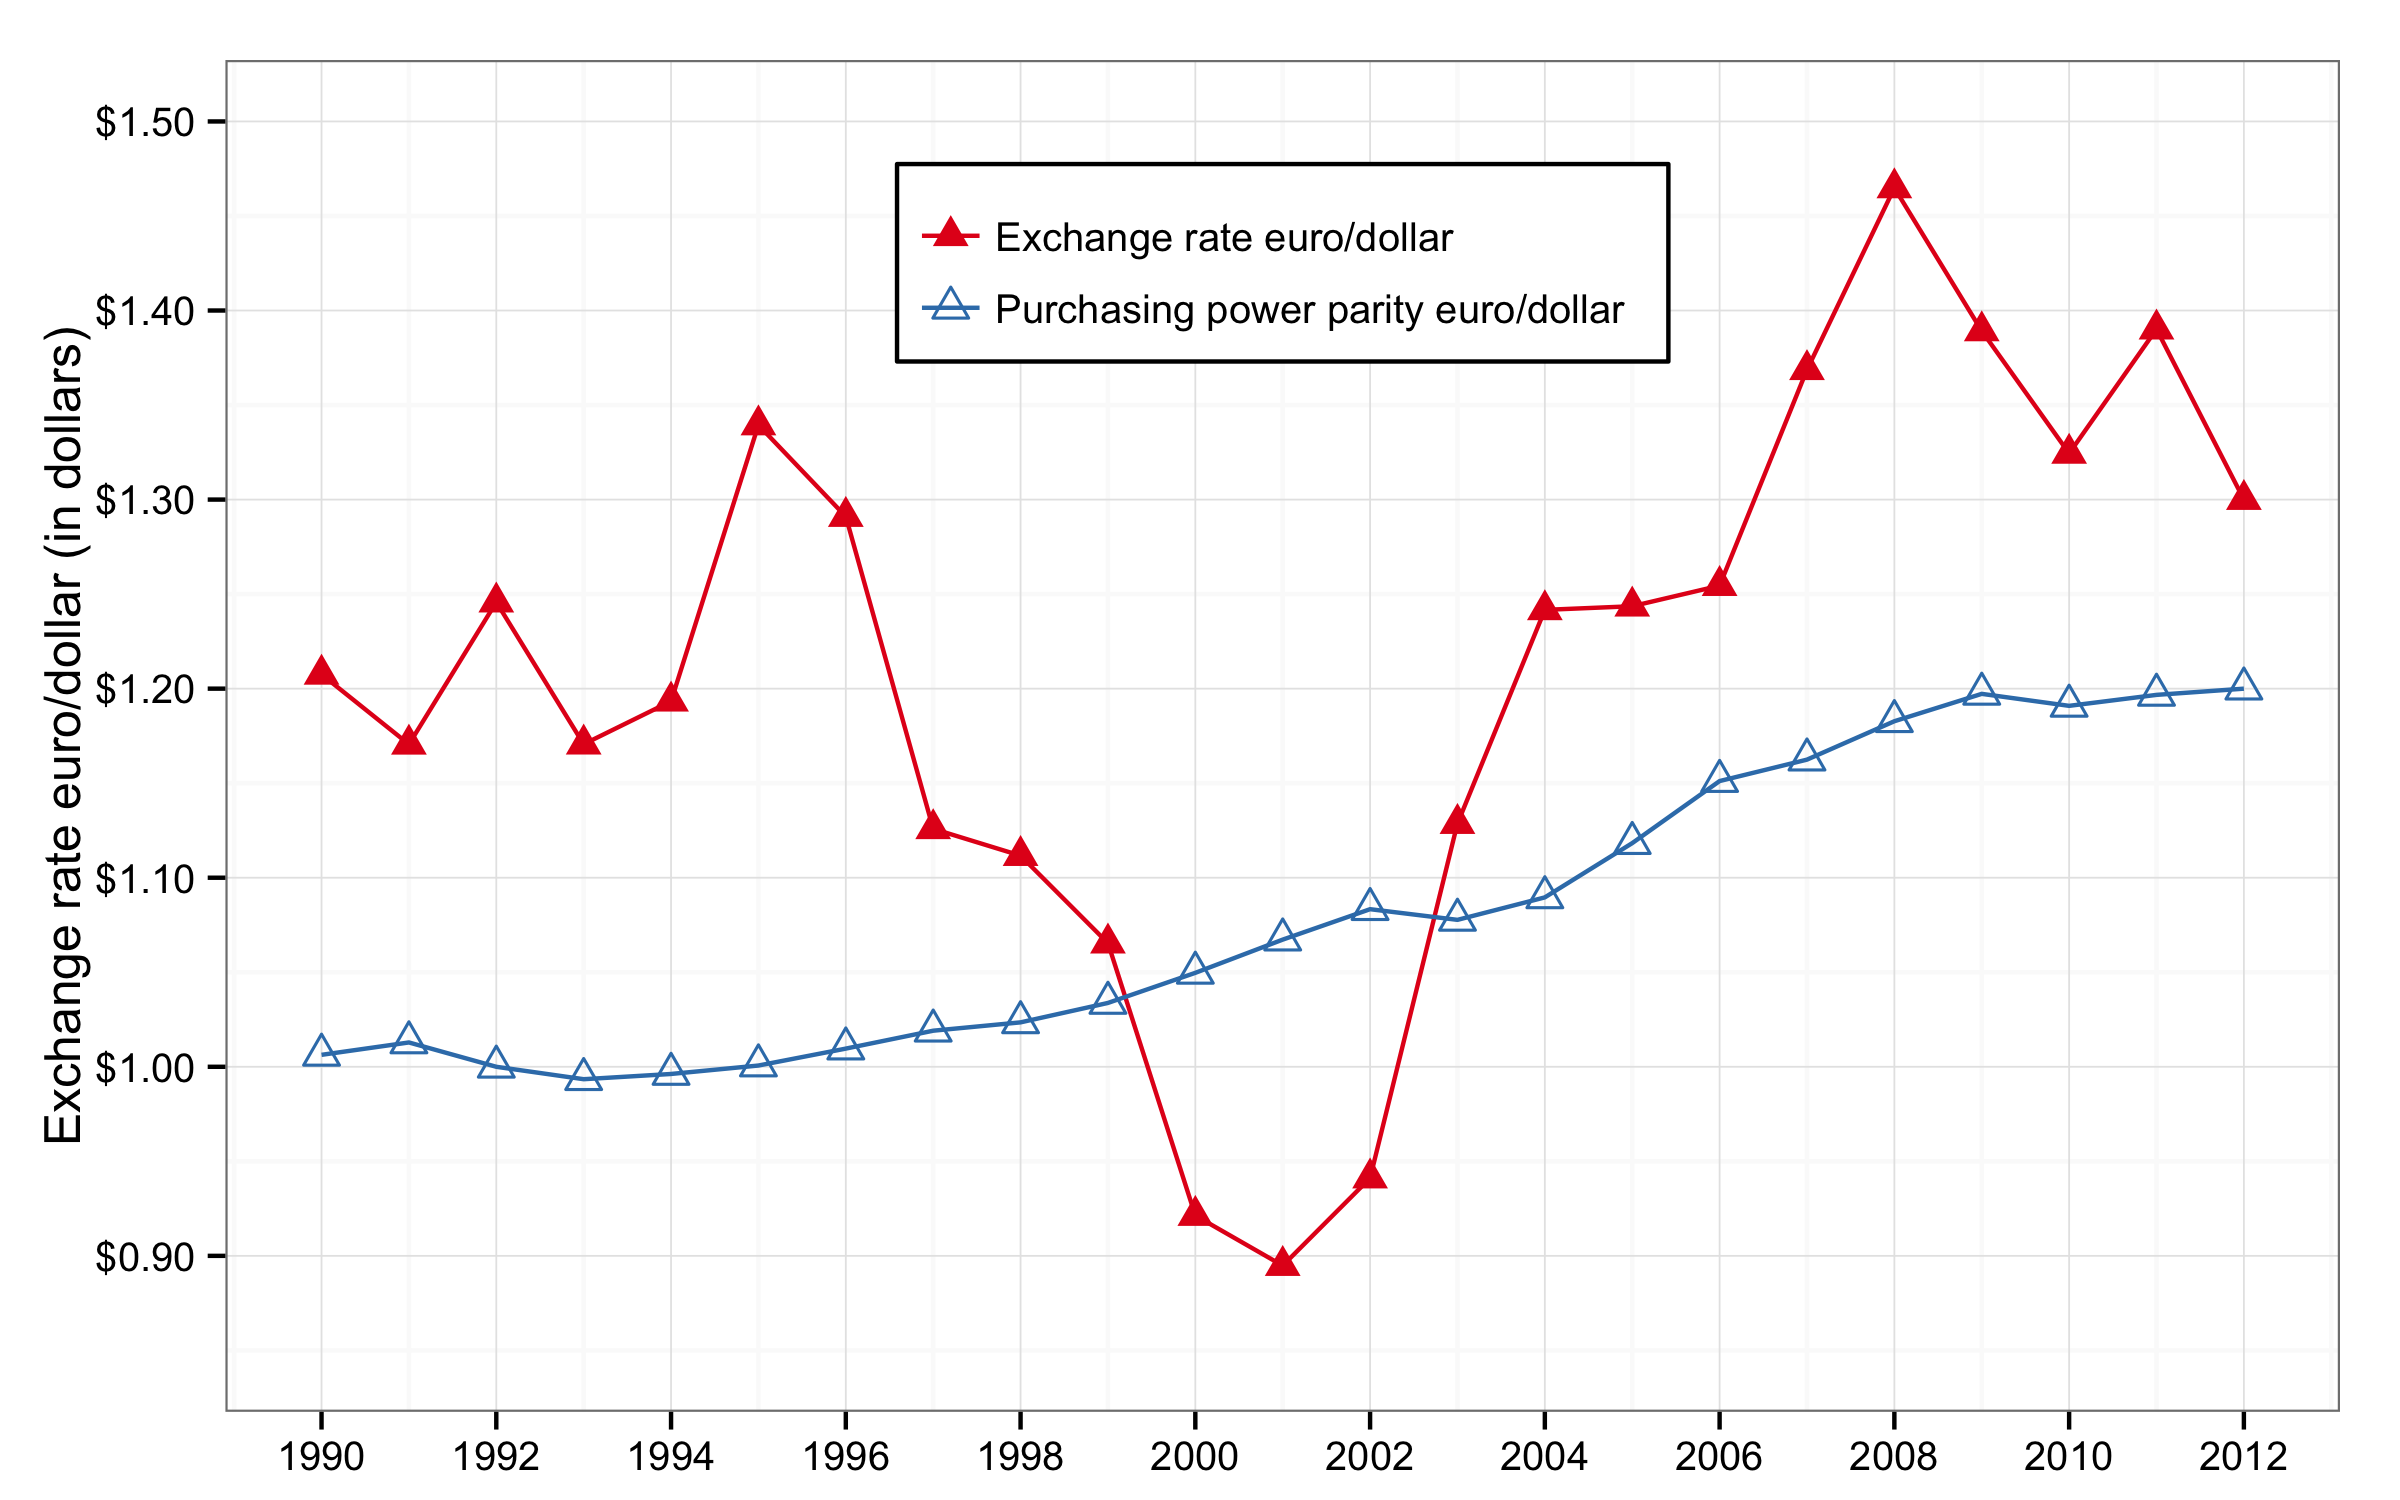 Exchange rate euro/dollar (in dollars)
$1.50
$1.40
$1.30
$1.20
$1.10
$1.00
$0.90
Exchange rate euro/dollar
Purchasing power parity euro/dollar
1990 1992 1994 1996 1998 2000 2002 2004 2006 2008 2010 2012